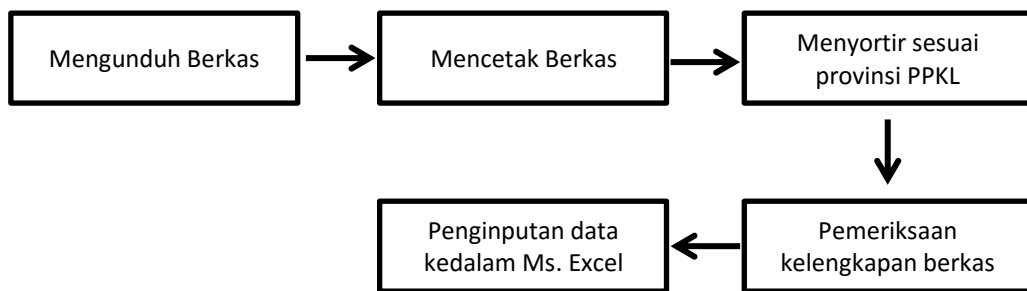 Mengunduh Berkas
Mencetak Berkas
Menyortir sesuai
provinsi PPKL
Pemeriksaan
kelengkapan berkas
Penginputan data
kedalam Ms. Excel